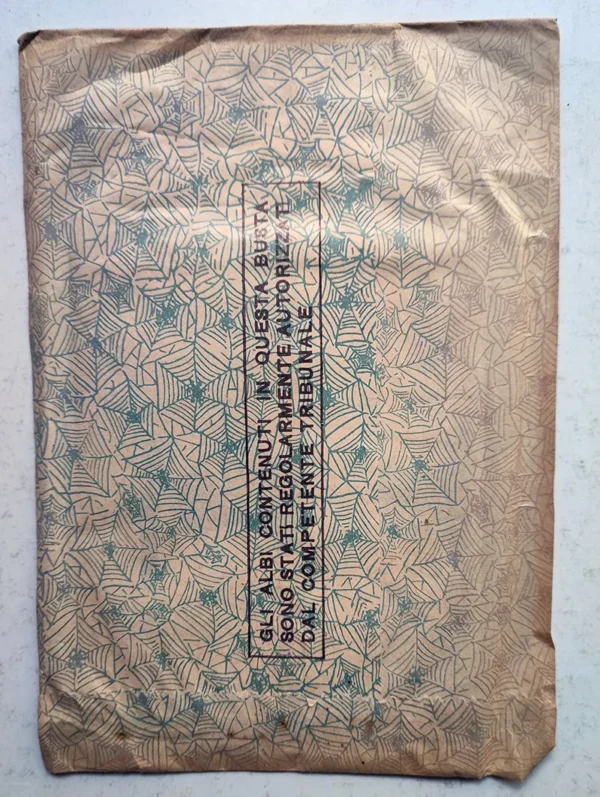 GLI ALBI CONTENUTI IN QUESTA BUSTA
SONO STATI REGOLARMENTE AUTORIZZATI
DAL COMPETENTE TRIBUNALE